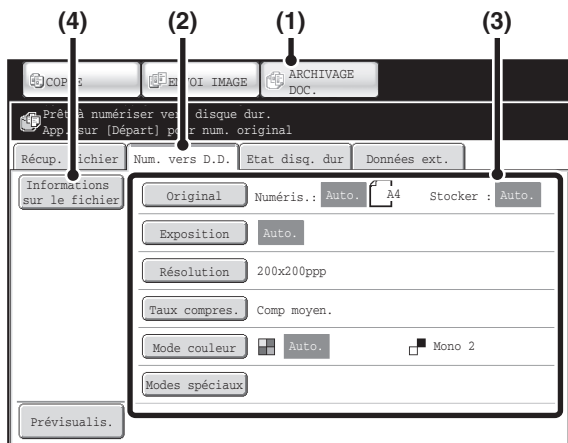 (4) (2) (1) (3)
COPIE ENVOI IMAGE ARCHIVAGE DOC.
Prêt à numériser vers disque dur.
App. sur [Départ] pour num. original
Récup. fichier Num. vers D.D. Etat disq. dur Données ext.
Informations sur le fichier
Original Numéris.: Auto. A4 Stocker : Auto.
Exposition Auto.
Résolution 200x200ppp
Taux compres. Comp moyen.
Mode couleur Auto. Mono 2
Modes spéciaux
Prévisualis.